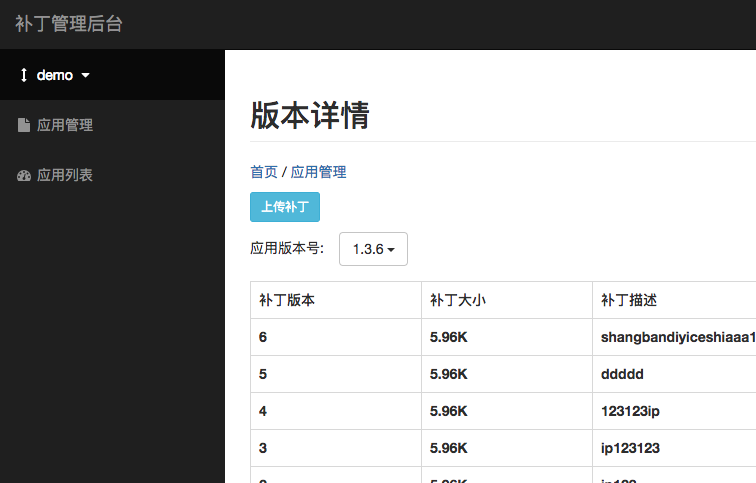 补丁管理后台
demo
应用管理
应用列表
版本详情
首页 / 应用管理
上传补丁
应用版本号: 1.3.6
补丁版本 补丁大小 补丁描述
6 5.96K shangbandiyiceshiaaa1
5 5.96K ddddd
4 5.96K 123123ip
3 5.96K ip123123